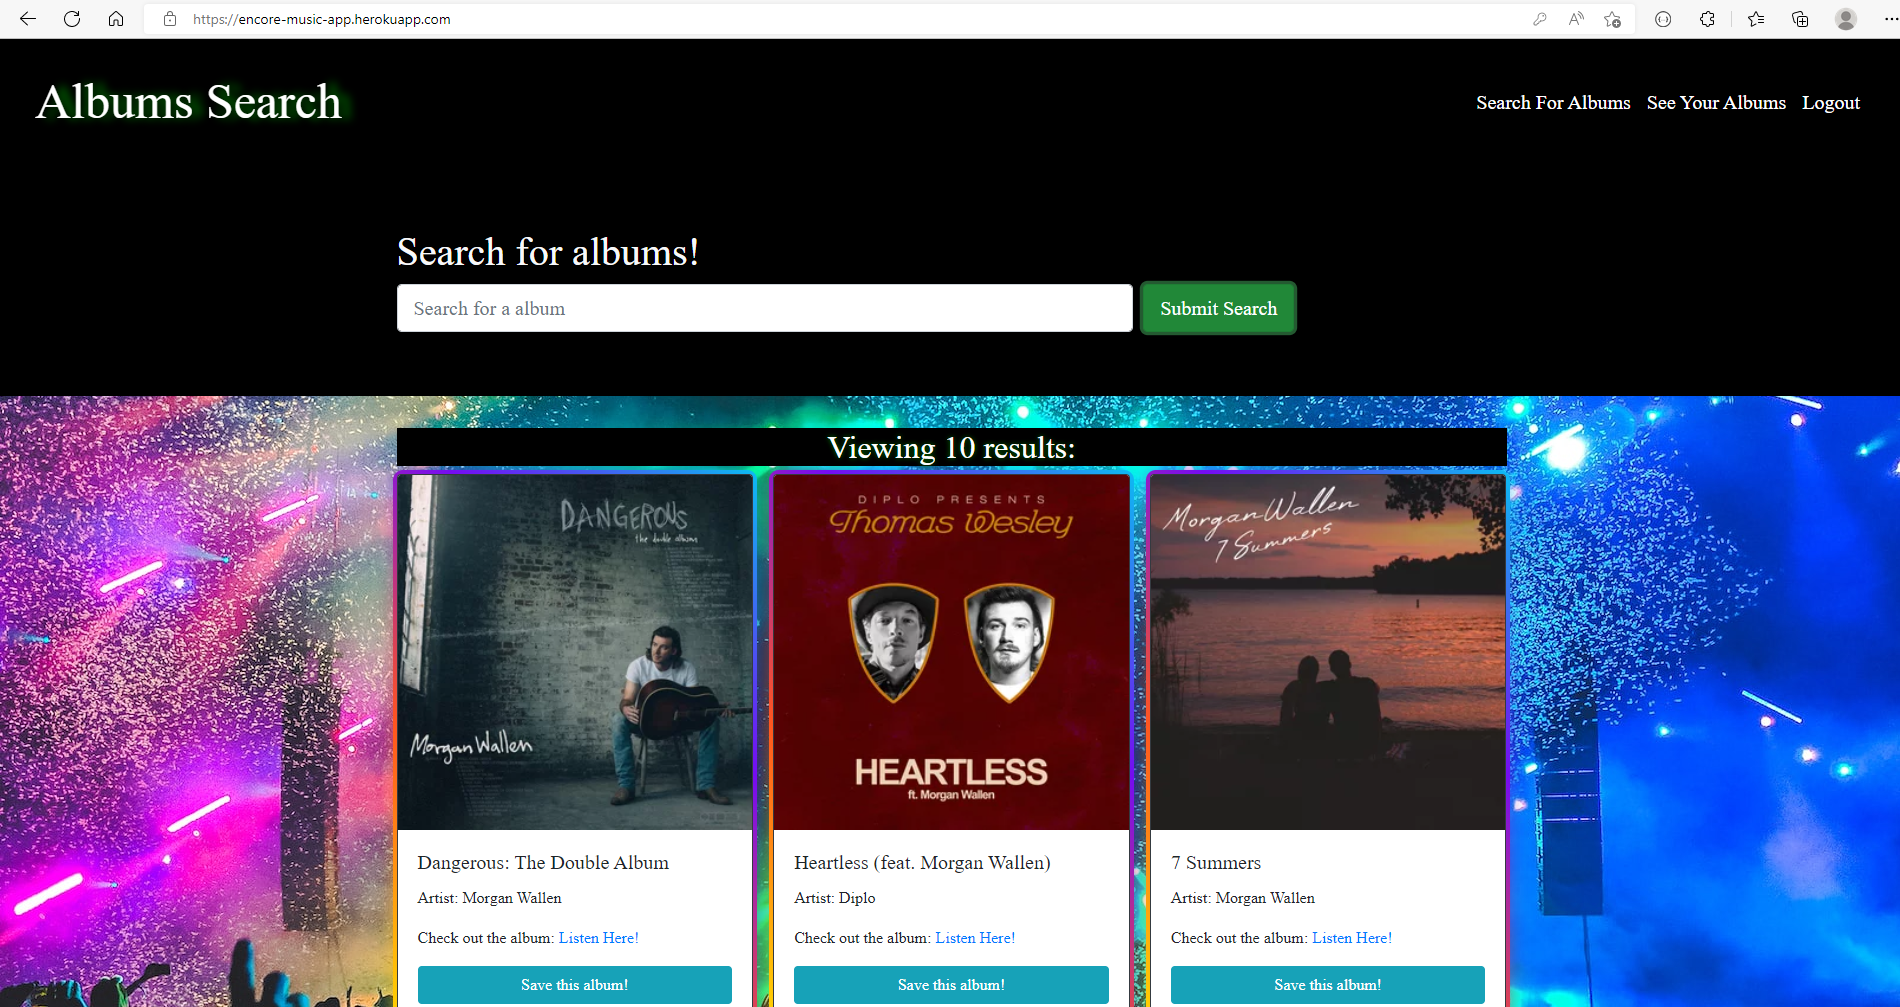 https://encore-music-app.herokuapp.com
Albums Search
Search For Albums See Your Albums Logout
Search for albums!
Search for a album
Submit Search
Viewing 10 results:
DANGEROUS
the double album
Morgan Wallen
DIPLO PRESENTS
Thomas Wesley
HEARTLESS
ft. Morgan Wallen
Morgan Wallen
7 Summers
Dangerous: The Double Album
Artist: Morgan Wallen
Check out the album: Listen Here!
Save this album!
Heartless (feat. Morgan Wallen)
Artist: Diplo
Check out the album: Listen Here!
Save this album!
7 Summers
Artist: Morgan Wallen
Check out the album: Listen Here!
Save this album!